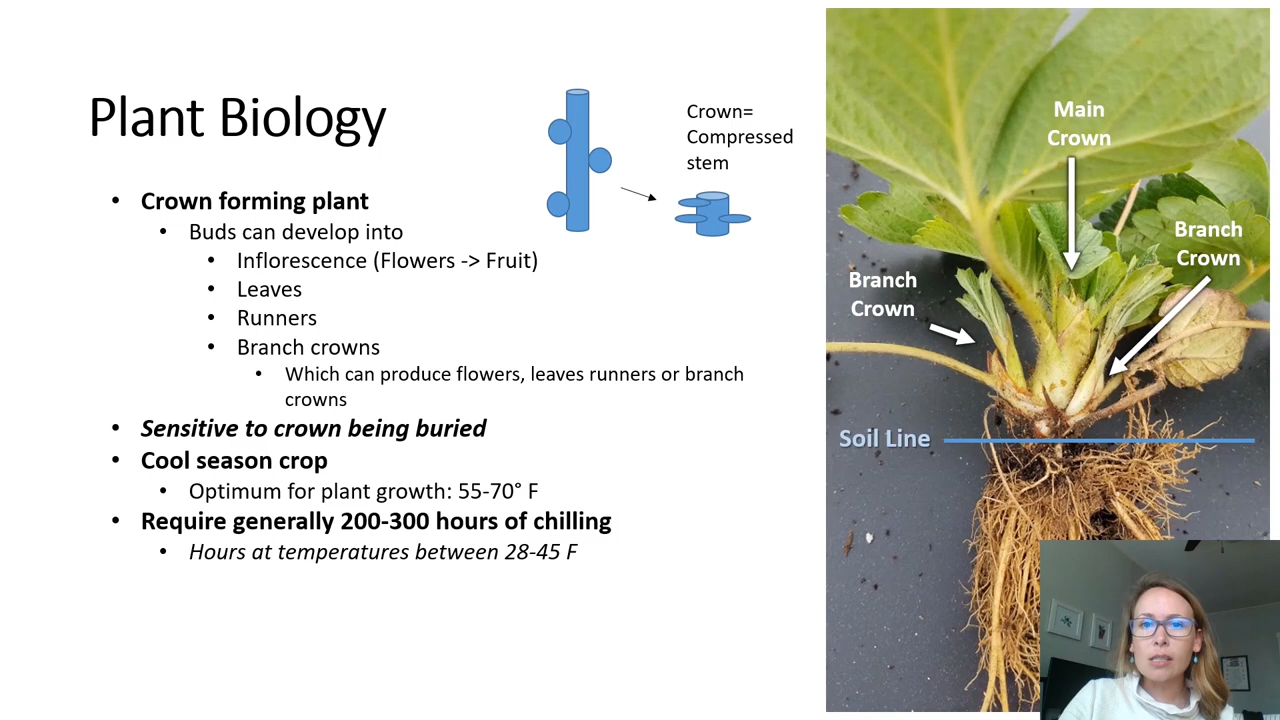 Plant Biology
Crown=
Compressed
stem
• Crown forming plant
• Buds can develop into
• Inflorescence (Flowers -> Fruit)
• Leaves
• Runners
• Branch crowns
• Which can produce flowers, leaves runners or branch
crowns
• Sensitive to crown being buried
• Cool season crop
• Optimum for plant growth: 55-70° F
• Require generally 200-300 hours of chilling
• Hours at temperatures between 28-45 F
Main
Crown
Branch
Crown
Branch
Crown
Soil Line